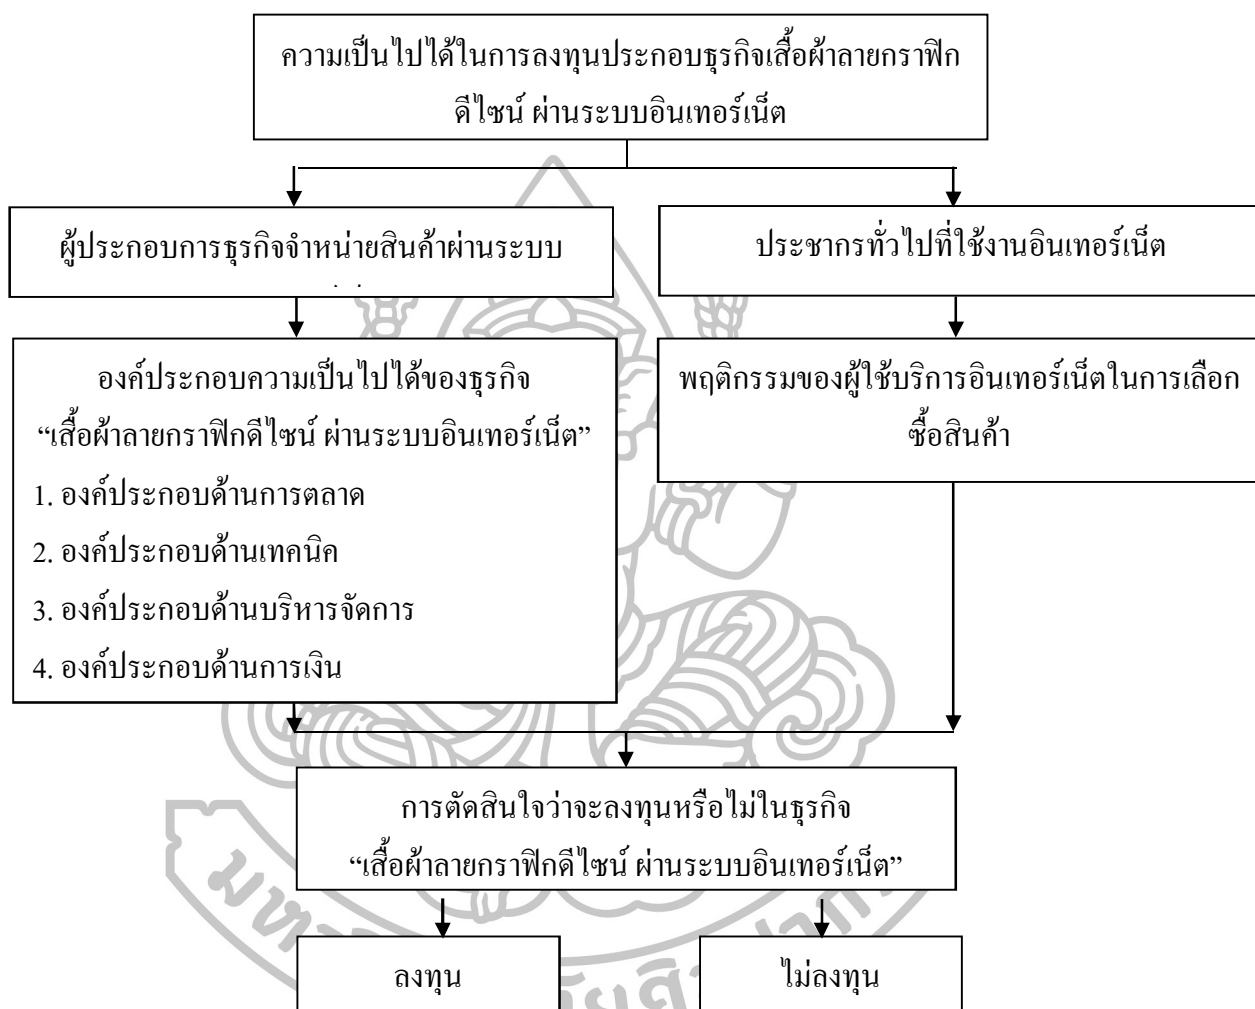 ความเป็นไปได้ในการลงทุนประกอบธุรกิจเสื้อผ้าลายกราฟิก
ดีไซน์ ผ่านระบบอินเทอร์เน็ต
ผู้ประกอบการธุรกิจจำหน่ายสินค้าผ่านระบบ
ประชากรทั่วไปที่ใช้งานอินเทอร์เน็ต
องค์ประกอบความเป็นไปได้ของธุรกิจ
“เสื้อผ้าลายกราฟิกดีไซน์ ผ่านระบบอินเทอร์เน็ต”
1. องค์ประกอบด้านการตลาด
2. องค์ประกอบด้านเทคนิค
3. องค์ประกอบด้านบริหารจัดการ
4. องค์ประกอบด้านการเงิน
พฤติกรรมของผู้ใช้บริการอินเทอร์เน็ตในการเลือก
ซื้อสินค้า
การตัดสินใจว่าจะลงทุนหรือไม่ในธุรกิจ
“เสื้อผ้าลายกราฟิกดีไซน์ ผ่านระบบอินเทอร์เน็ต”
ลงทุน
ไม่ลงทุน